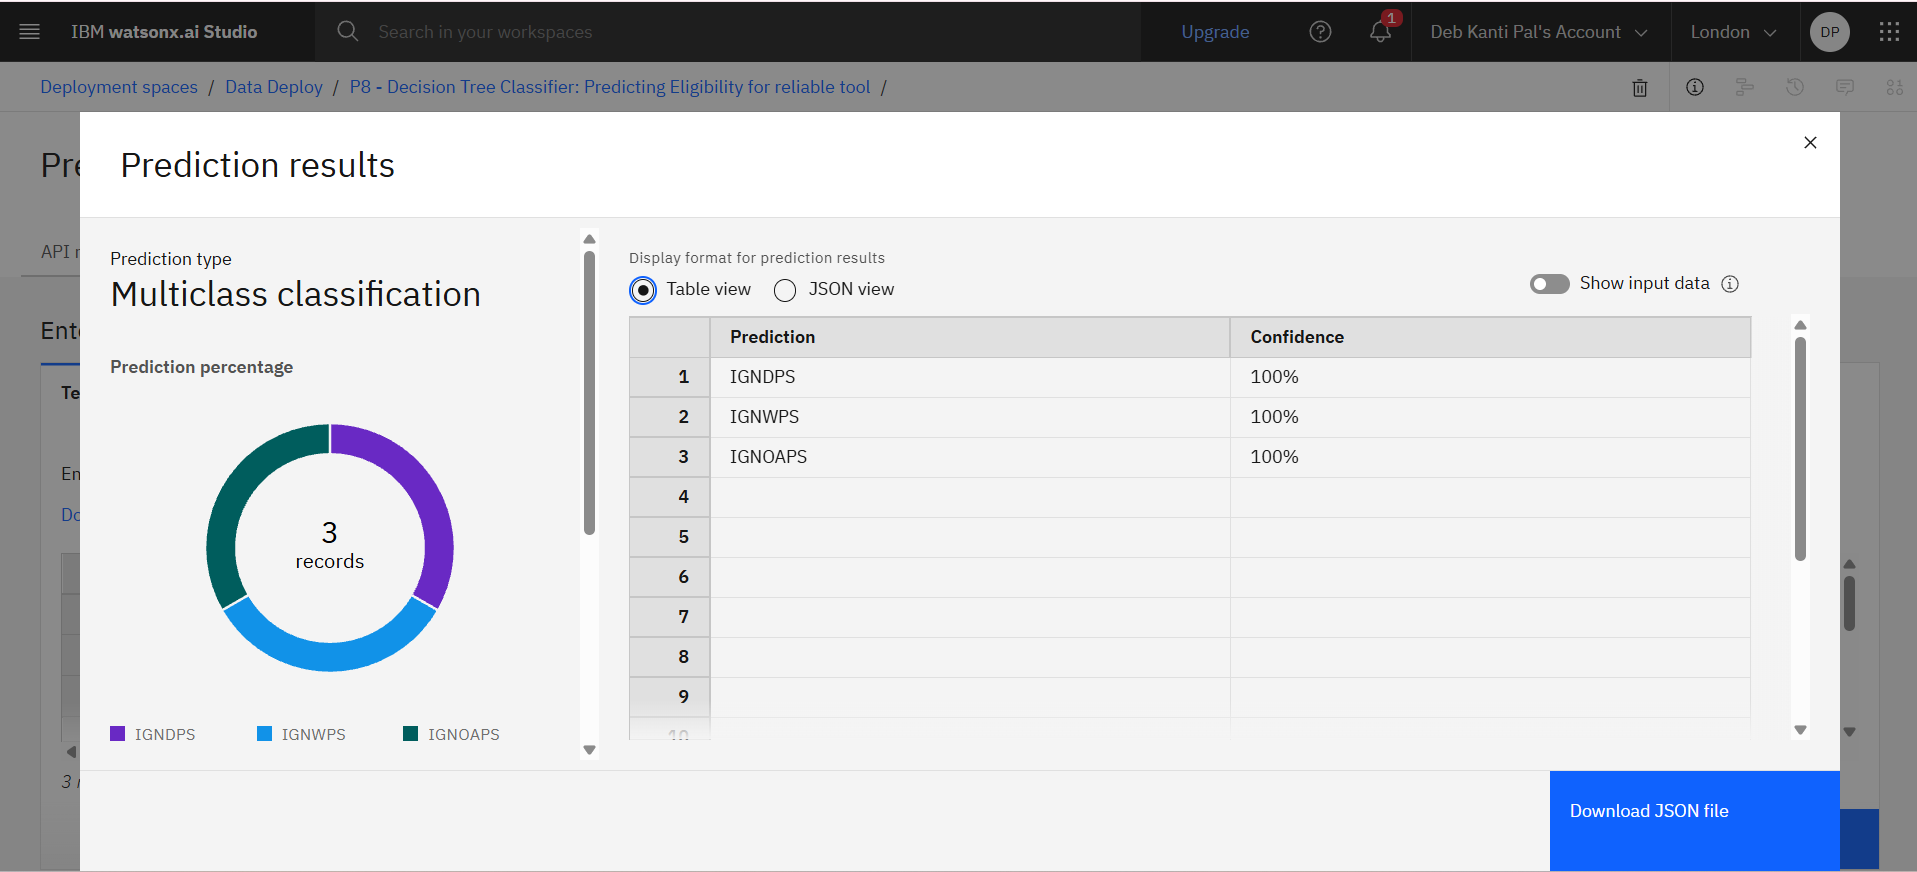 IBM watsonx.ai Studio
Search in your workspaces
Upgrade
1
Deb Kanti Pal's Account
London
DP
Deployment spaces / Data Deploy / P8 - Decision Tree Classifier: Predicting Eligibility for reliable tool /
Pre
API r
Ente
Te
En
Do
3 r
Prediction results
Prediction type
Multiclass classification
Prediction percentage
3
records
IGNDPS
IGNWPS
IGNOAPS
Display format for prediction results
Table view
JSON view
Show input data
Prediction Confidence
1 IGNDPS 100%
2 IGNWPS 100%
3 IGNOAPS 100%
4
5
6
7
8
9
10
Download JSON file